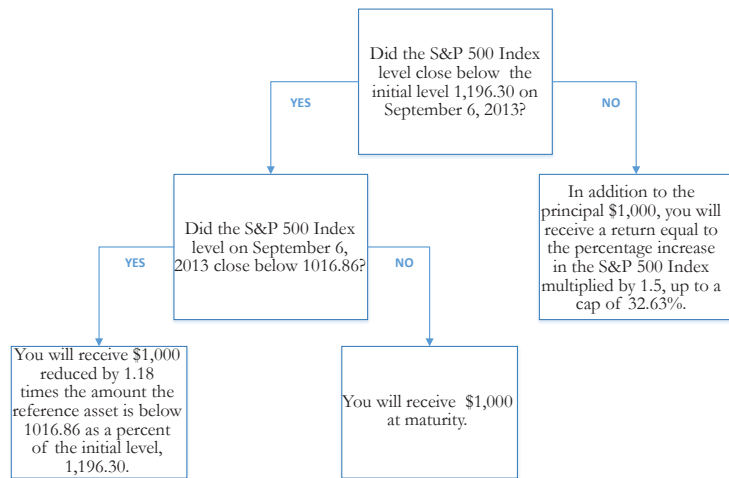 Did the S&P 500 Index
level close below the
initial level 1,196.30 on
September 6, 2013?
YES
NO
Did the S&P 500 Index
level on September 6,
2013 close below 1016.86?
In addition to the
principal $1,000, you will
receive a return equal to
the percentage increase
in the S&P 500 Index
multiplied by 1.5, up to a
cap of 32.63%.
YES
NO
You will receive $1,000
reduced by 1.18
times the amount the
reference asset is below
1016.86 as a percent
of the initial level,
1,196.30.
You will receive $1,000
at maturity.